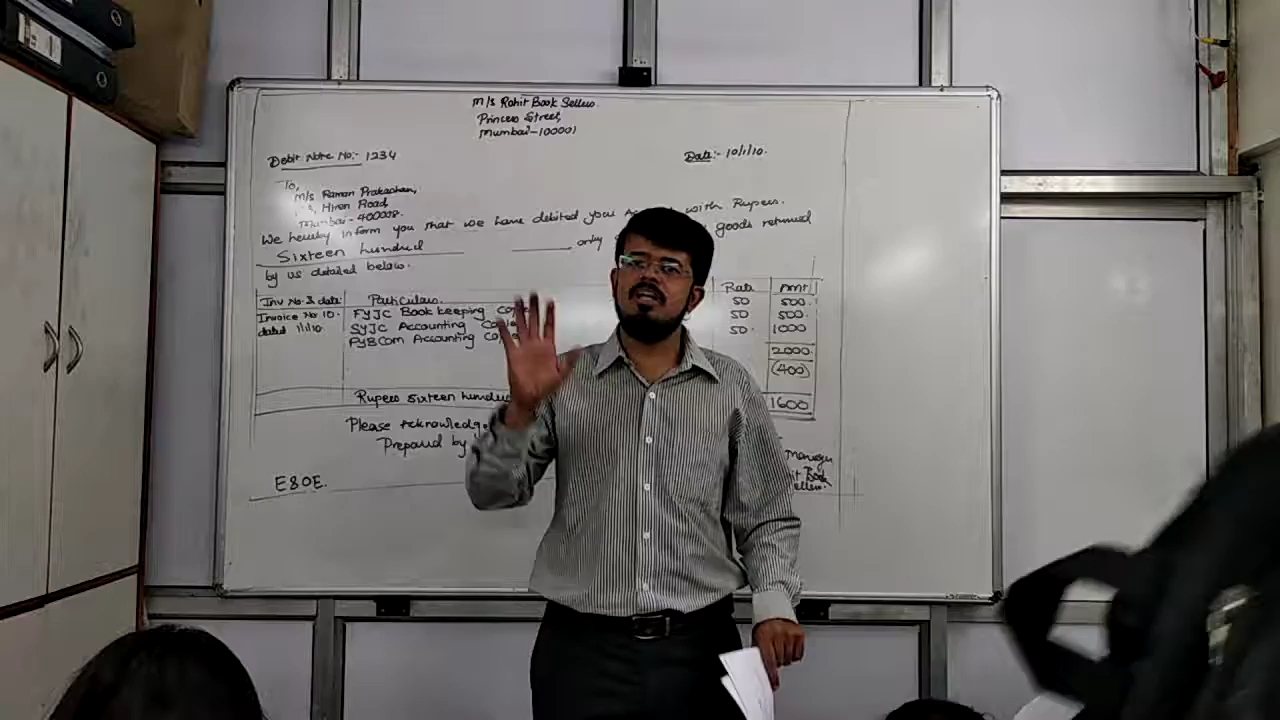 M/s Rohit Book Sellers
Princess Street,
Mumbai-100001
Debit Note No:- 1234
Date:- 10/1/10.
To,
M/s Raman Prakashan,
Hiren Road,
Mumbai- 400008.
We hereby inform you that we have debited your with Rupees.
Sixteen hundred only goods returned
by us detailed below.
Inv No. & date Particulars. Rate Amt
Invoice No 10. FYJC Book keeping 50 500.
dated 1/1/10. SYJC Accounting 50 500.
FYBCom Accounting 50. 1000
2000.
(400)
Rupees sixteen hundred 1600
Please Acknowledge
Prepared by Manager
Book
E&OE. Sellers.